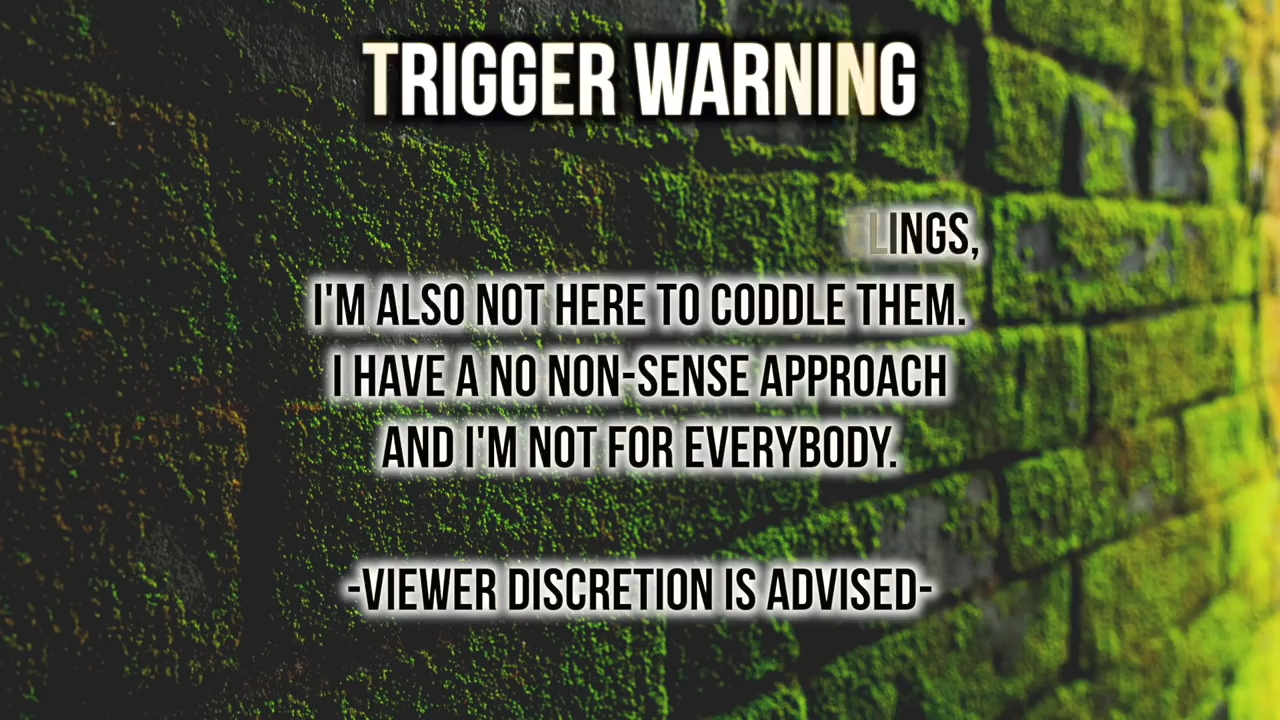 TRIGGER WARNING
LINGS,
I'M ALSO NOT HERE TO CODDLE THEM.
I HAVE A NO NON-SENSE APPROACH
AND I'M NOT FOR EVERYBODY.
-VIEWER DISCRETION IS ADVISED-